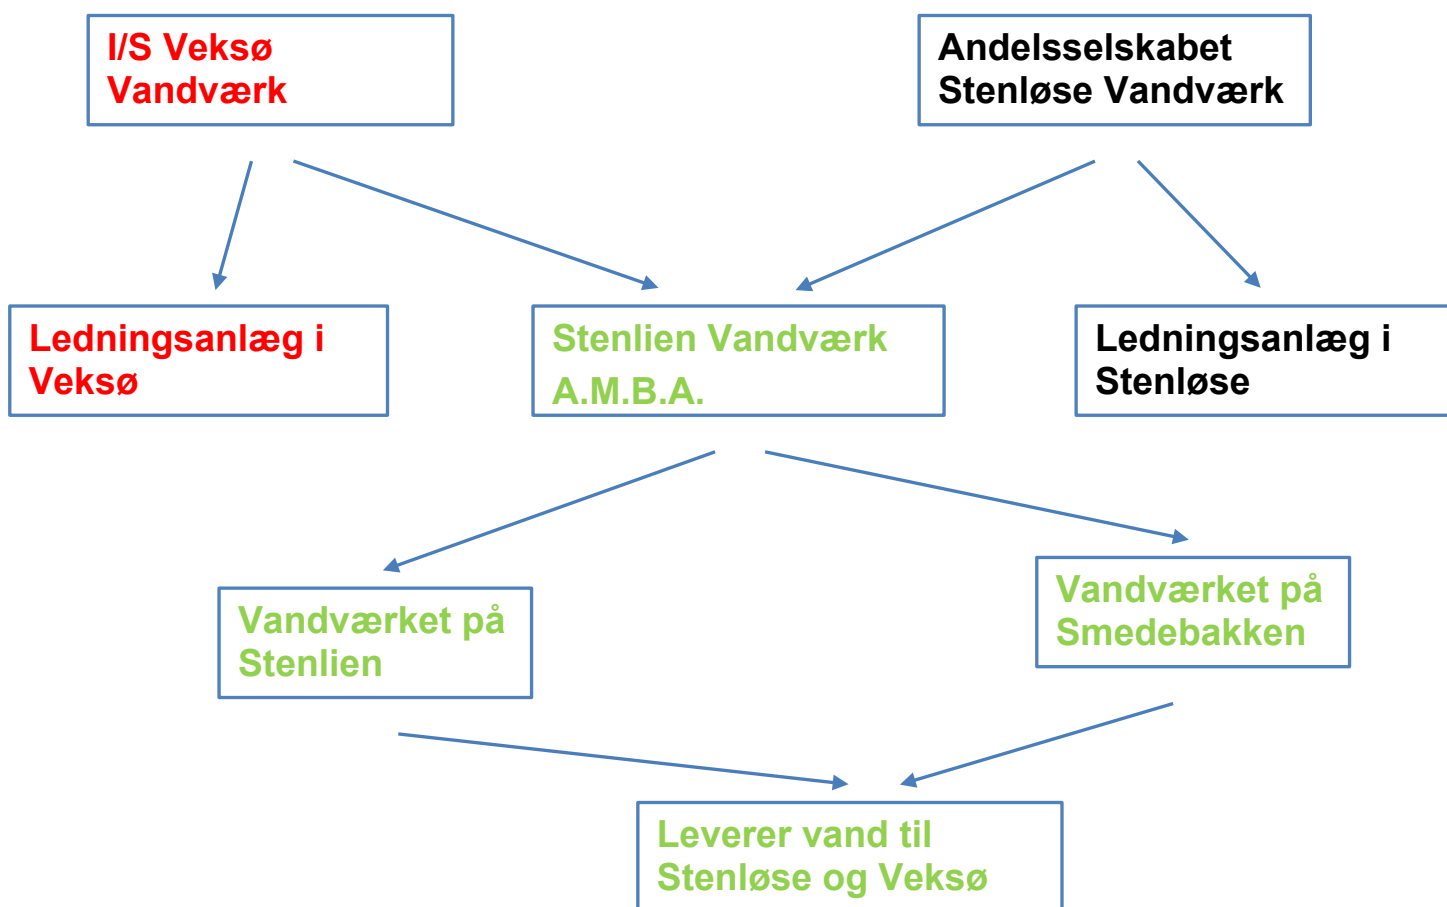 I/S Veksø
Vandværk
Andelsselskabet
Stenløse Vandværk
Ledningsanlæg i
Veksø
Stenlien Vandværk
A.M.B.A.
Ledningsanlæg i
Stenløse
Vandværket på
Stenlien
Vandværket på
Smedebakken
Leverer vand til
Stenløse og Veksø